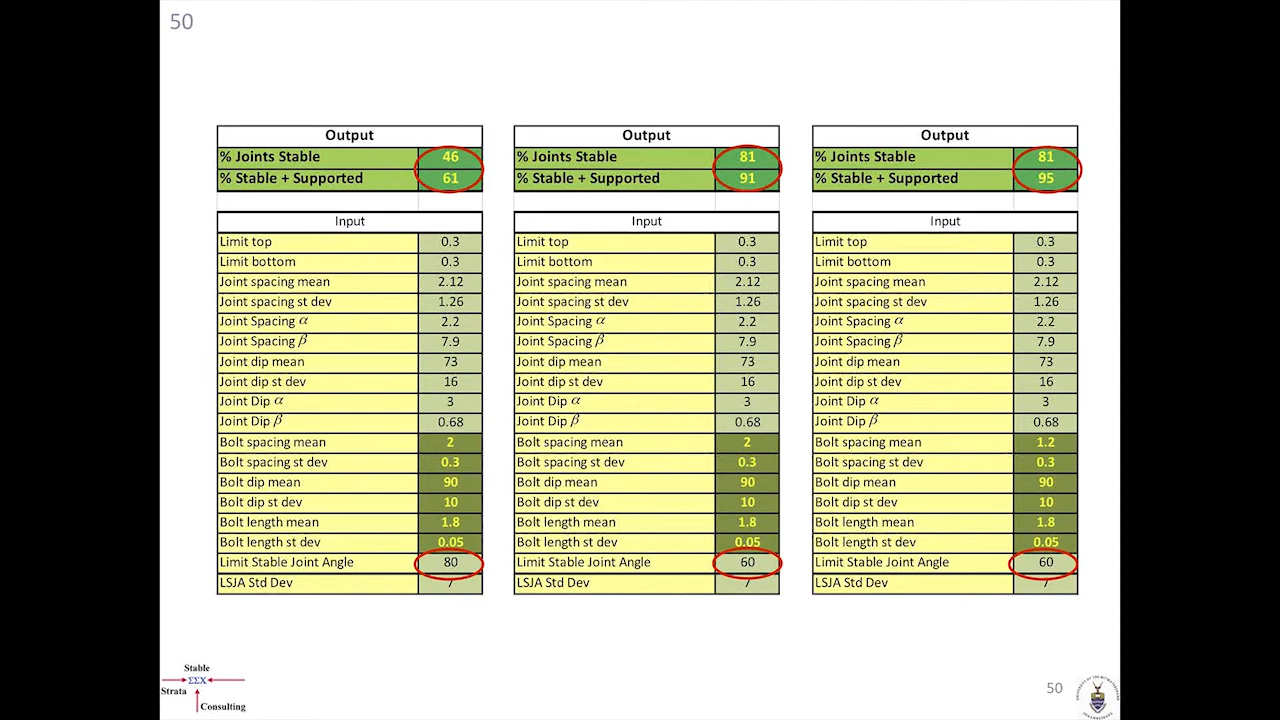 50
Output
% Joints Stable 46
% Stable + Supported 61
Input
Limit top 0.3
Limit bottom 0.3
Joint spacing mean 2.12
Joint spacing st dev 1.26
Joint Spacing α 2.2
Joint Spacing β 7.9
Joint dip mean 73
Joint dip st dev 16
Joint Dip α 3
Joint Dip β 0.68
Bolt spacing mean 2
Bolt spacing st dev 0.3
Bolt dip mean 90
Bolt dip st dev 10
Bolt length mean 1.8
Bolt length st dev 0.05
Limit Stable Joint Angle 80
LSJA Std Dev 7
Output
% Joints Stable 81
% Stable + Supported 91
Input
Limit top 0.3
Limit bottom 0.3
Joint spacing mean 2.12
Joint spacing st dev 1.26
Joint Spacing α 2.2
Joint Spacing β 7.9
Joint dip mean 73
Joint dip st dev 16
Joint Dip α 3
Joint Dip β 0.68
Bolt spacing mean 2
Bolt spacing st dev 0.3
Bolt dip mean 90
Bolt dip st dev 10
Bolt length mean 1.8
Bolt length st dev 0.05
Limit Stable Joint Angle 60
LSJA Std Dev 7
Output
% Joints Stable 81
% Stable + Supported 95
Input
Limit top 0.3
Limit bottom 0.3
Joint spacing mean 2.12
Joint spacing st dev 1.26
Joint Spacing α 2.2
Joint Spacing β 7.9
Joint dip mean 73
Joint dip st dev 16
Joint Dip α 3
Joint Dip β 0.68
Bolt spacing mean 1.2
Bolt spacing st dev 0.3
Bolt dip mean 90
Bolt dip st dev 10
Bolt length mean 1.8
Bolt length st dev 0.05
Limit Stable Joint Angle 60
LSJA Std Dev 7
Stable
ΣΣX
Strata
Consulting
50